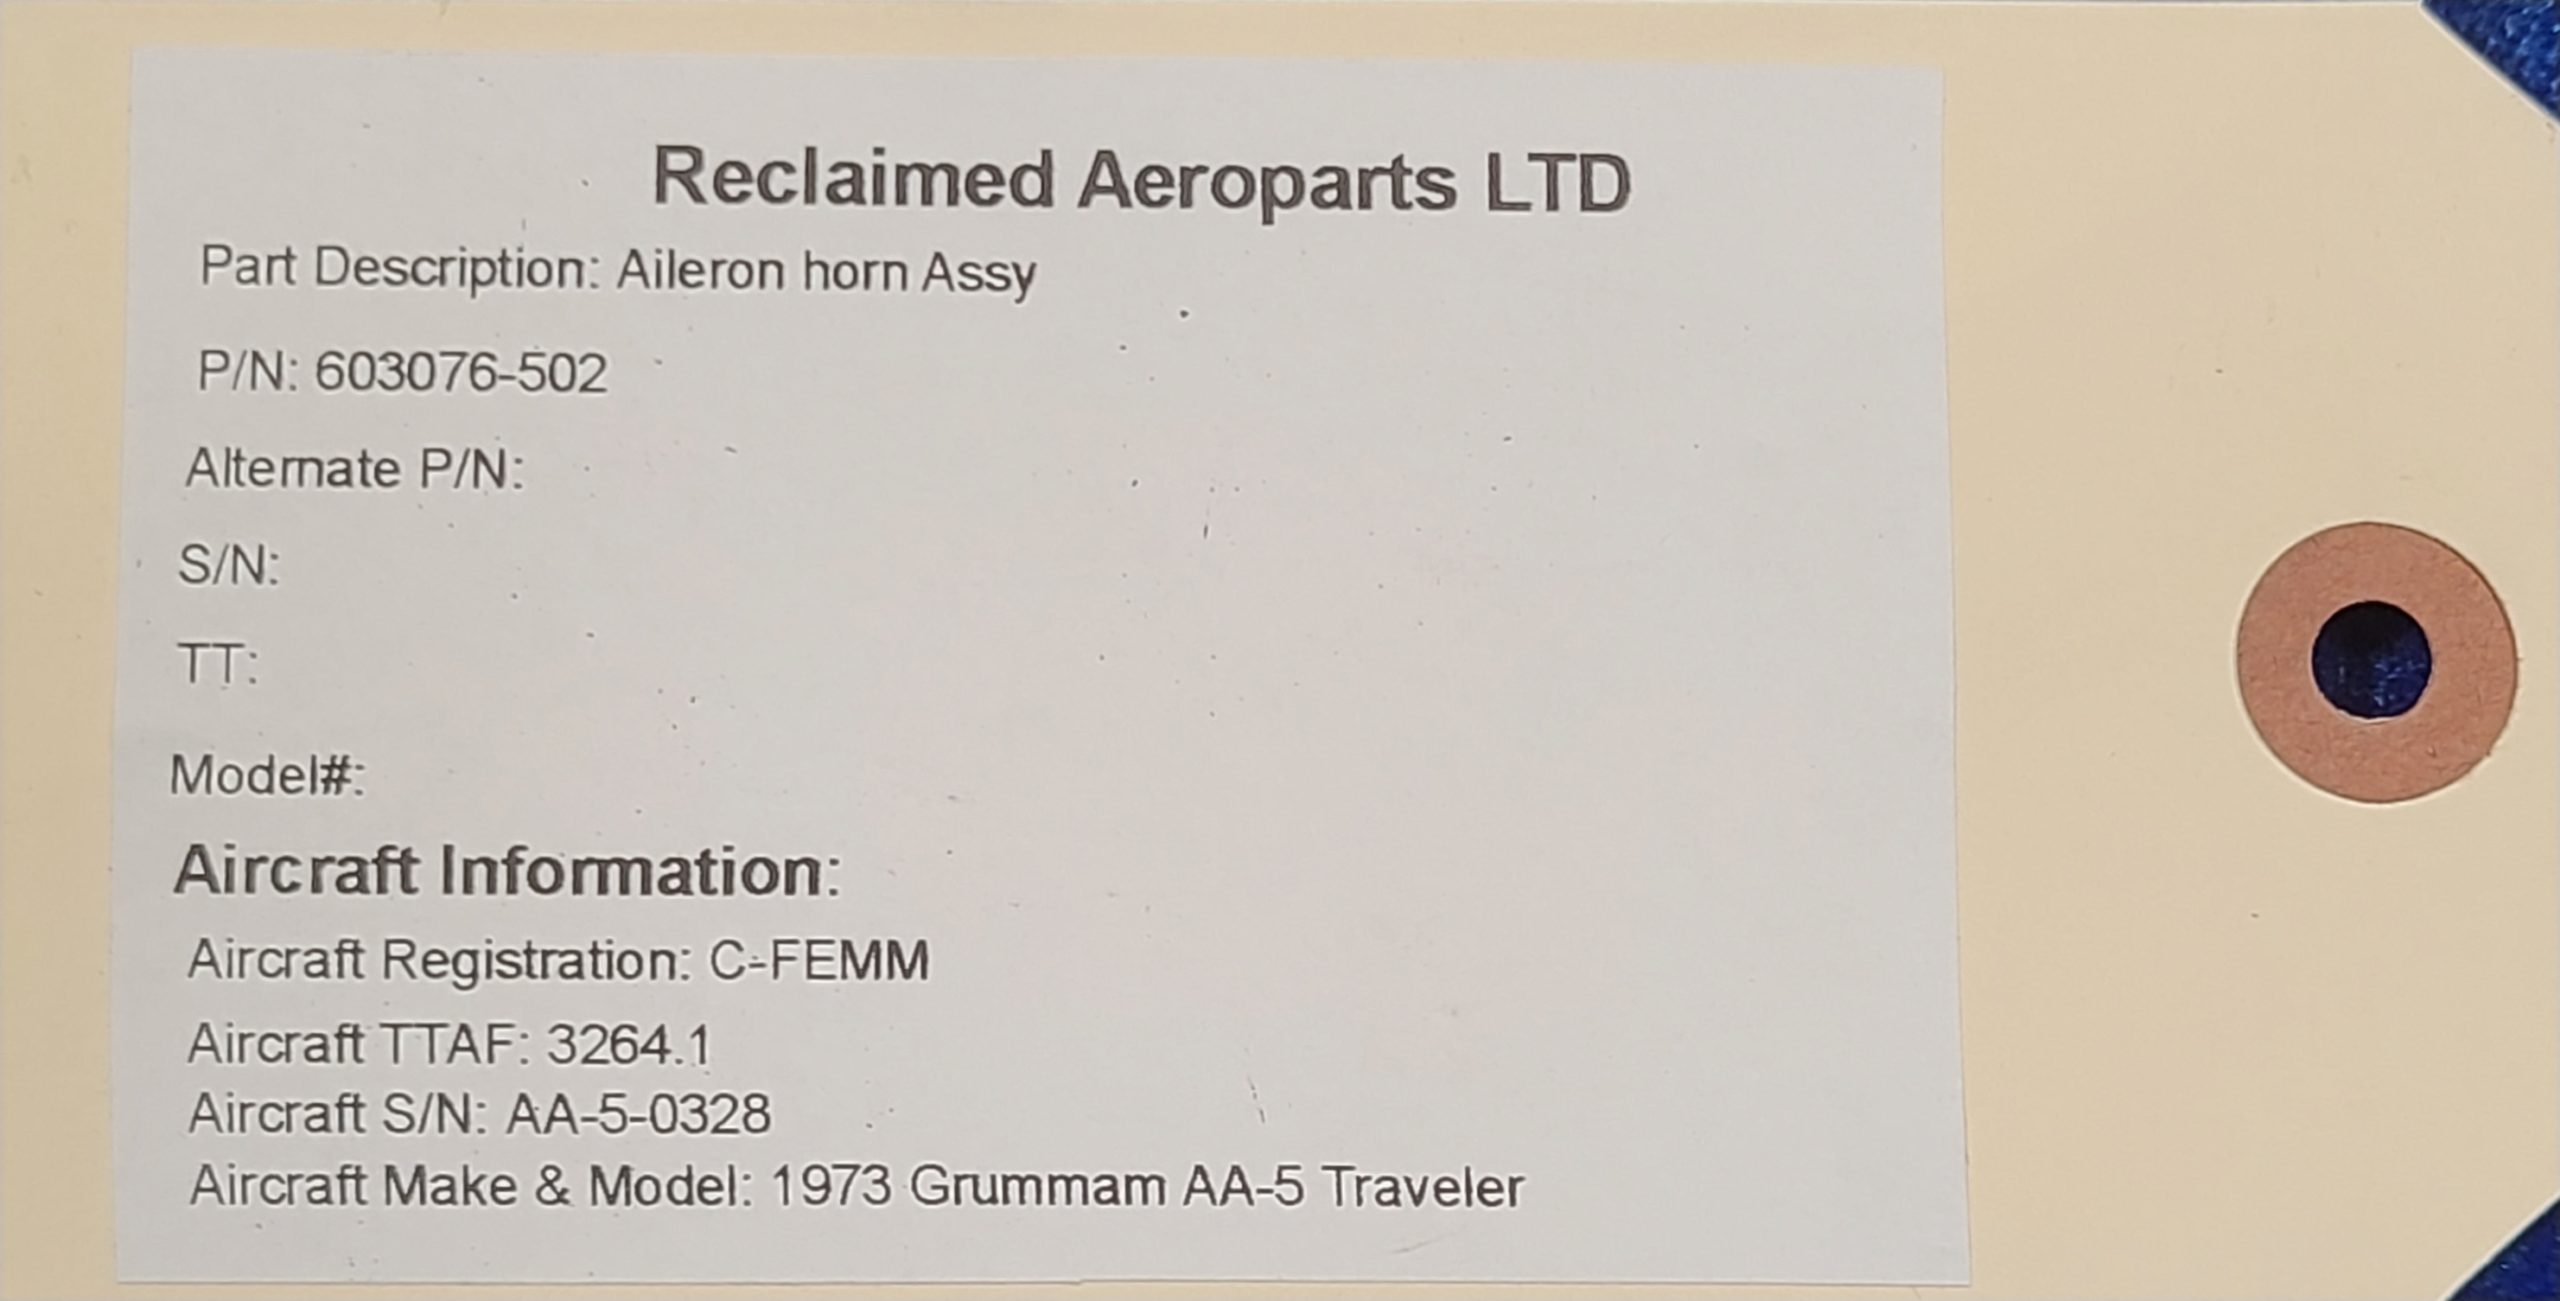 Reclaimed Aeroparts LTD
Part Description: Aileron horn Assy
P/N: 603076-502
Alternate P/N:
S/N:
TT:
Model#:
Aircraft Information:
Aircraft Registration: C-FEMM
Aircraft TTAF: 3264.1
Aircraft S/N: AA-5-0328
Aircraft Make & Model: 1973 Grummam AA-5 Traveler